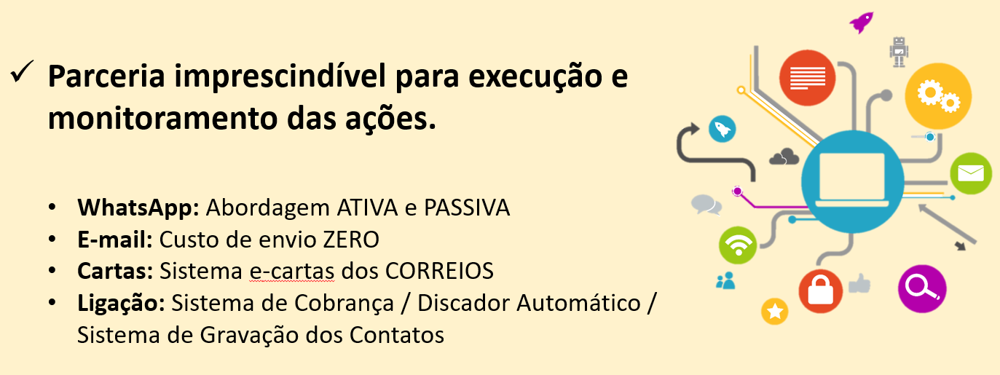 ✓ Parceria imprescindível para execução e
monitoramento das ações.
• WhatsApp: Abordagem ATIVA e PASSIVA
• E-mail: Custo de envio ZERO
• Cartas: Sistema e-cartas dos CORREIOS
• Ligação: Sistema de Cobrança / Discador Automático /
Sistema de Gravação dos Contatos